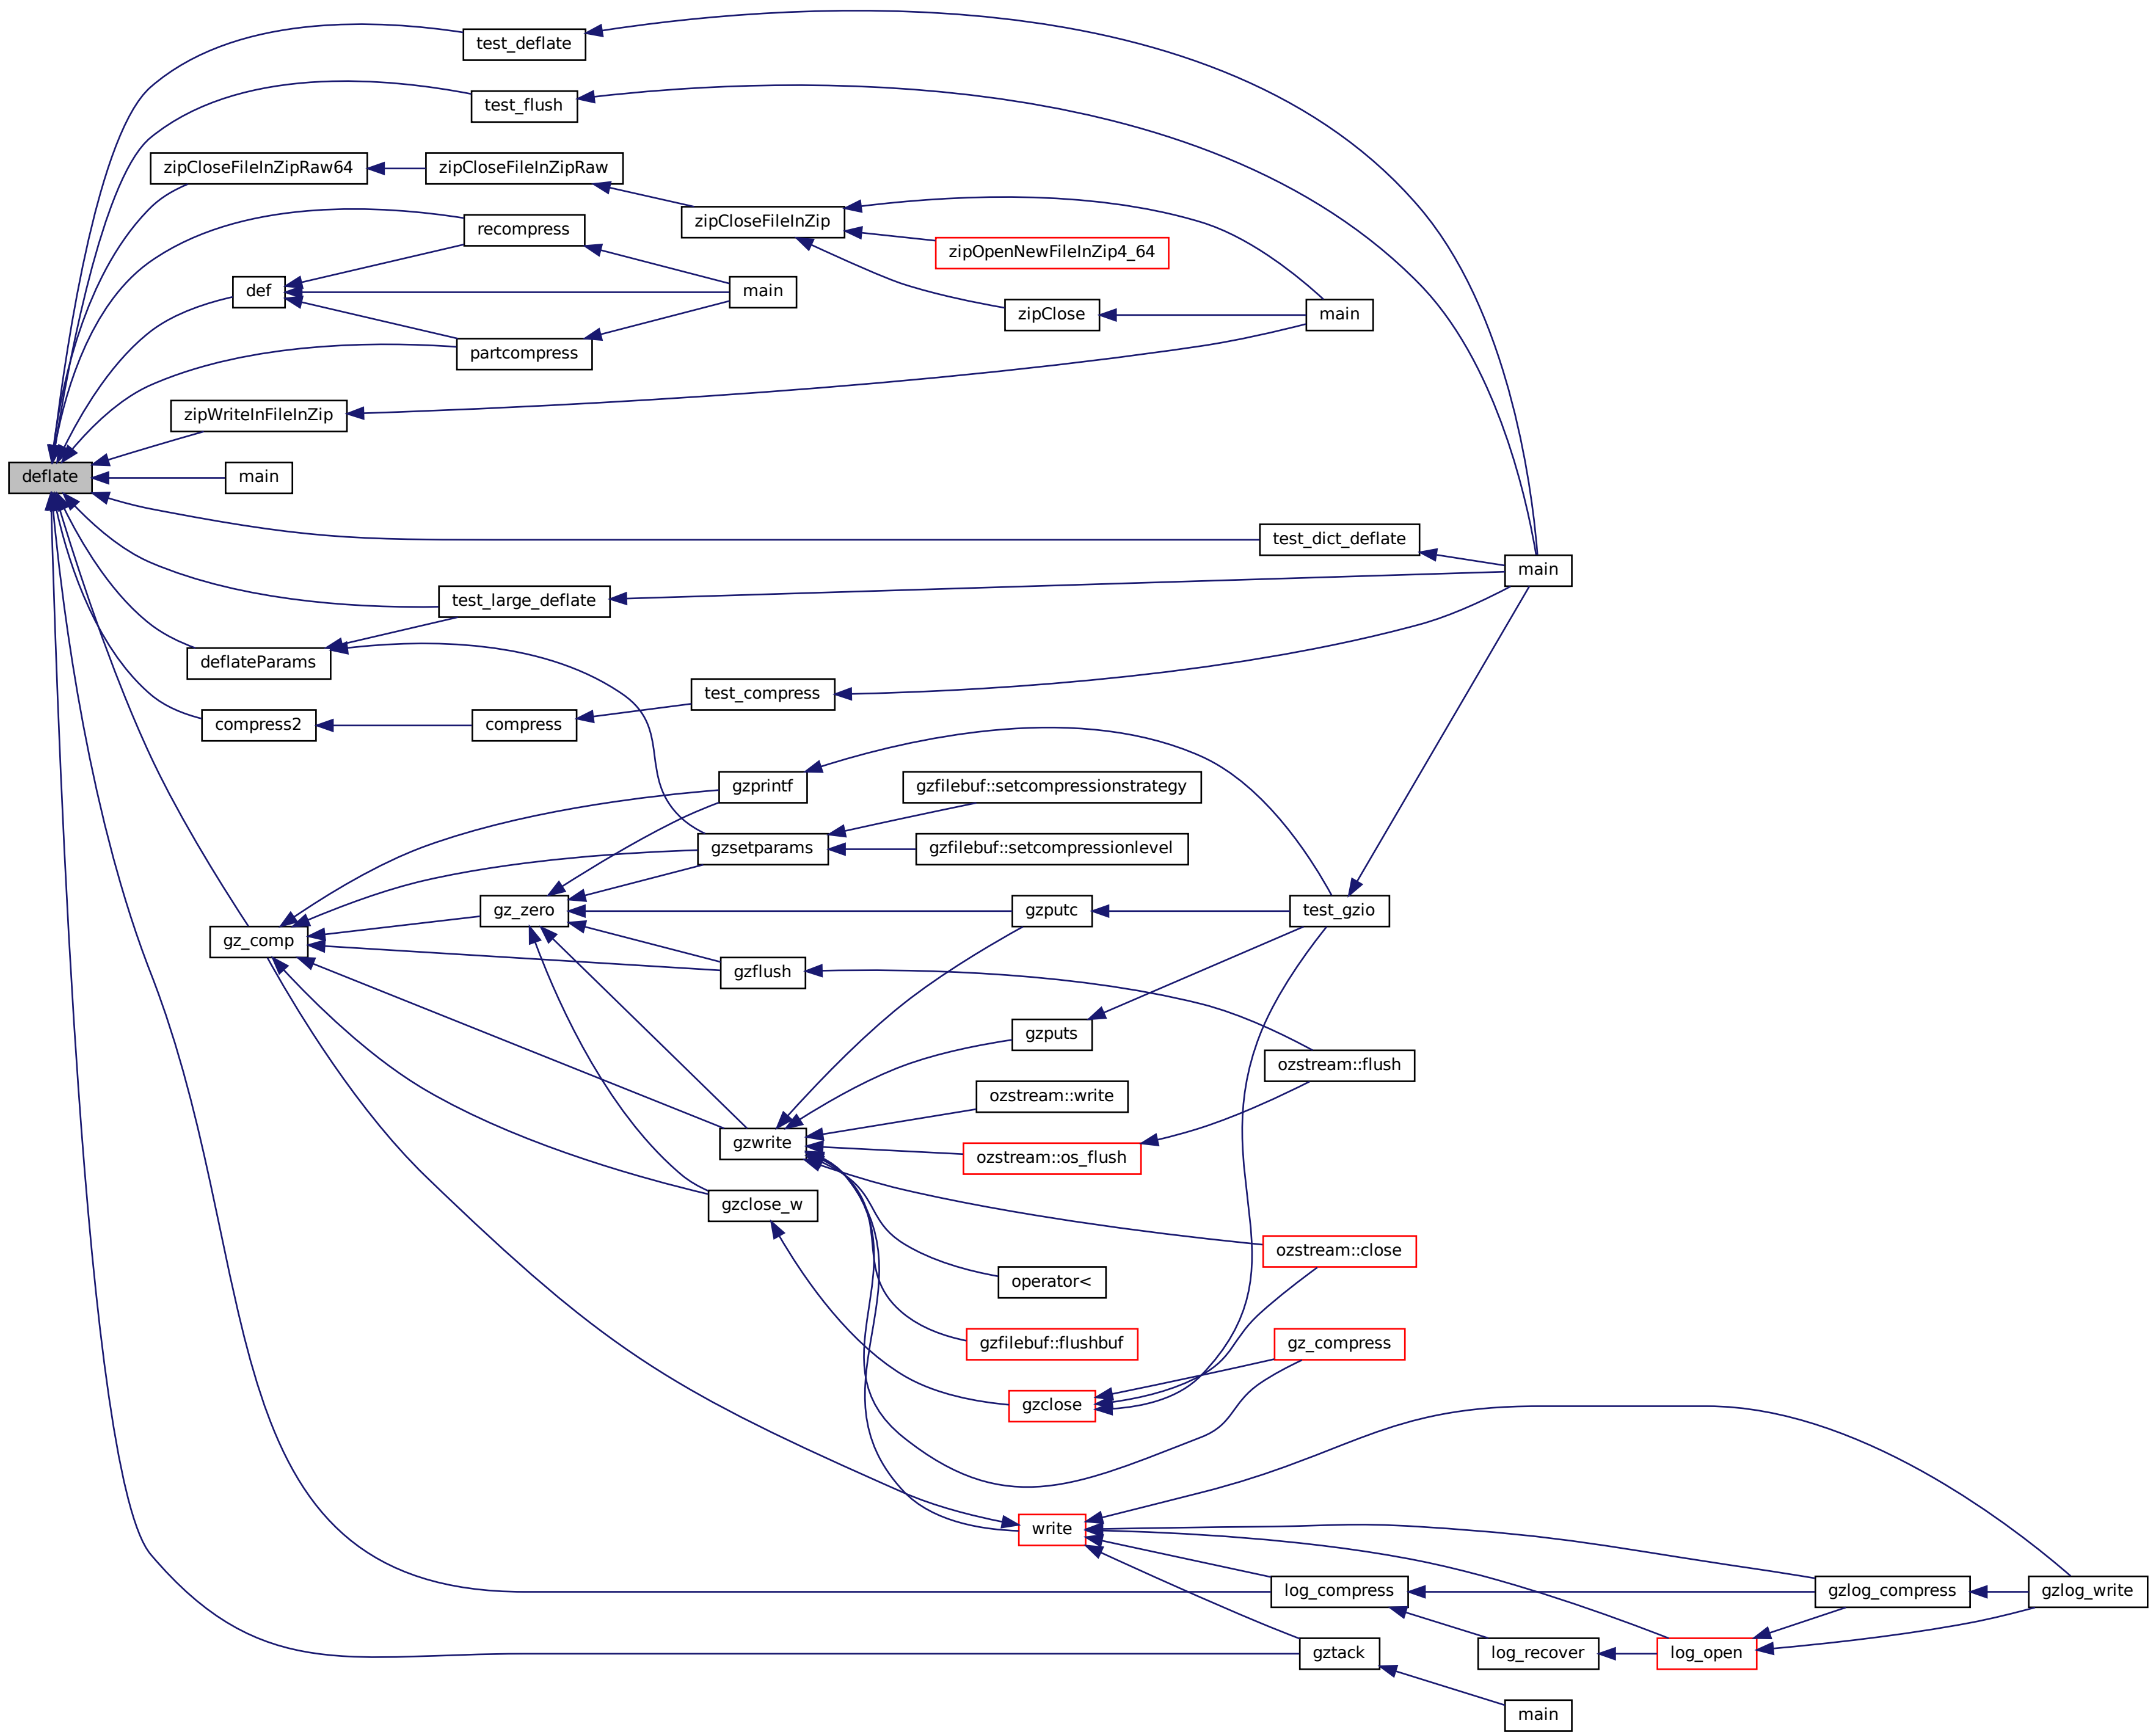 test_deflate
test_flush
zipCloseFileInZipRaw64
zipCloseFileInZipRaw
zipCloseFileInZip
recompress
zipOpenNewFileInZip4_64
def
main
zipClose
main
partcompress
zipWriteInFileInZip
deflate
main
test_dict_deflate
main
test_large_deflate
deflateParams
test_compress
compress2
compress
gzprintf
gzfilebuf::setcompressionstrategy
gzsetparams
gzfilebuf::setcompressionlevel
gz_zero
gzputc
test_gzio
gz_comp
gzflush
gzputs
ozstream::flush
ozstream::write
gzwrite
ozstream::os_flush
gzclose_w
ozstream::close
operator<
gzfilebuf::flushbuf
gz_compress
gzclose
write
log_compress
gzlog_compress
gzlog_write
gztack
log_recover
log_open
main